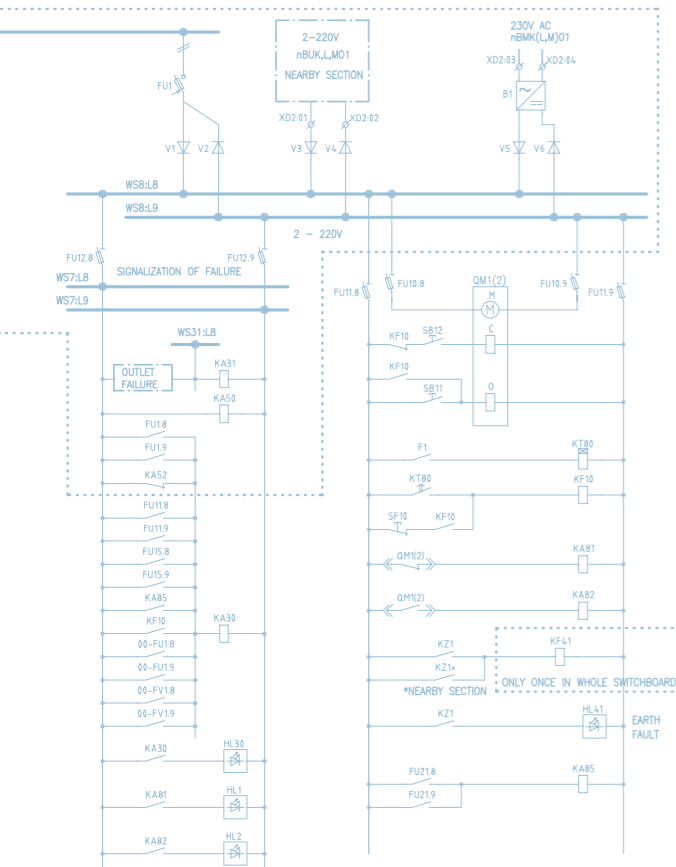 2–220V
nBUK,L,M01
NEARBY SECTION
230V AC
nBMK(L,M)01
XD2:03
XD2:04
FU1
B1
XD2:01
XD2:02
V1
V2
V3
V4
V5
V6
WS8:L8
WS8:L9
2 – 220V
FU12.8
FU12.9
SIGNALIZATION OF FAILURE
WS7:L8
WS7:L9
FU11.8
FU10.8
QM1(2)
.M
M
FU10.9
FU11.9
WS31:L8
KF10
SB12
C
OUTLET
FAILURE
KA31
KF10
SB11
O
KA50
FU1.8
FU1.9
KA52
F1
KT80
KT80
KF10
FU11.8
FU11.9
FU15.8
FU15.9
KA85
KF10
KA30
00-FU1.8
00-FU1.9
00-FV1.8
00-FV1.9
SF10
KF10
QM1(2)
KA81
QM1(2)
KA82
KZ1
KF41
KZ1*
*NEARBY SECTION
ONLY ONCE IN WHOLE SWITCHBOARD
KZ1
HL41
EARTH
FAULT
KA30
HL30
FU21.8
KA85
FU21.9
KA81
HL1
KA82
HL2